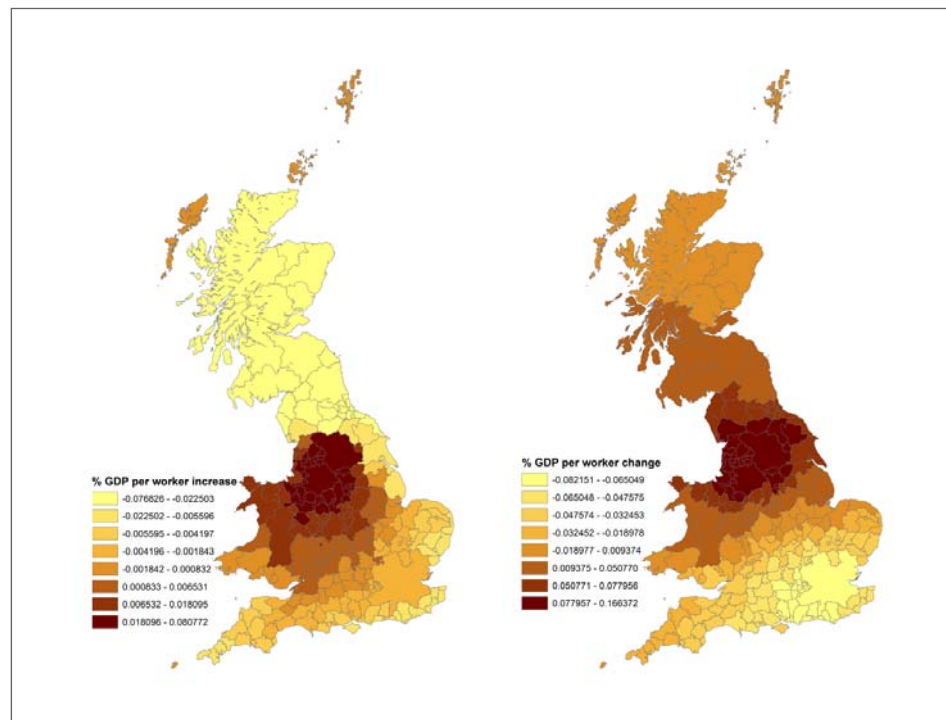 % GDP per worker increase
-0.076826 - -0.022503
-0.022502 - -0.005596
-0.005595 - -0.004197
-0.004196 - -0.001843
-0.001842 - 0.000832
0.000833 - 0.006531
0.006532 - 0.018095
0.018096 - 0.080772
% GDP per worker change
-0.082151 - -0.065049
-0.065048 - -0.047575
-0.047574 - -0.032453
-0.032452 - -0.018978
-0.018977 - 0.009374
0.009375 - 0.050770
0.050771 - 0.077956
0.077957 - 0.166372